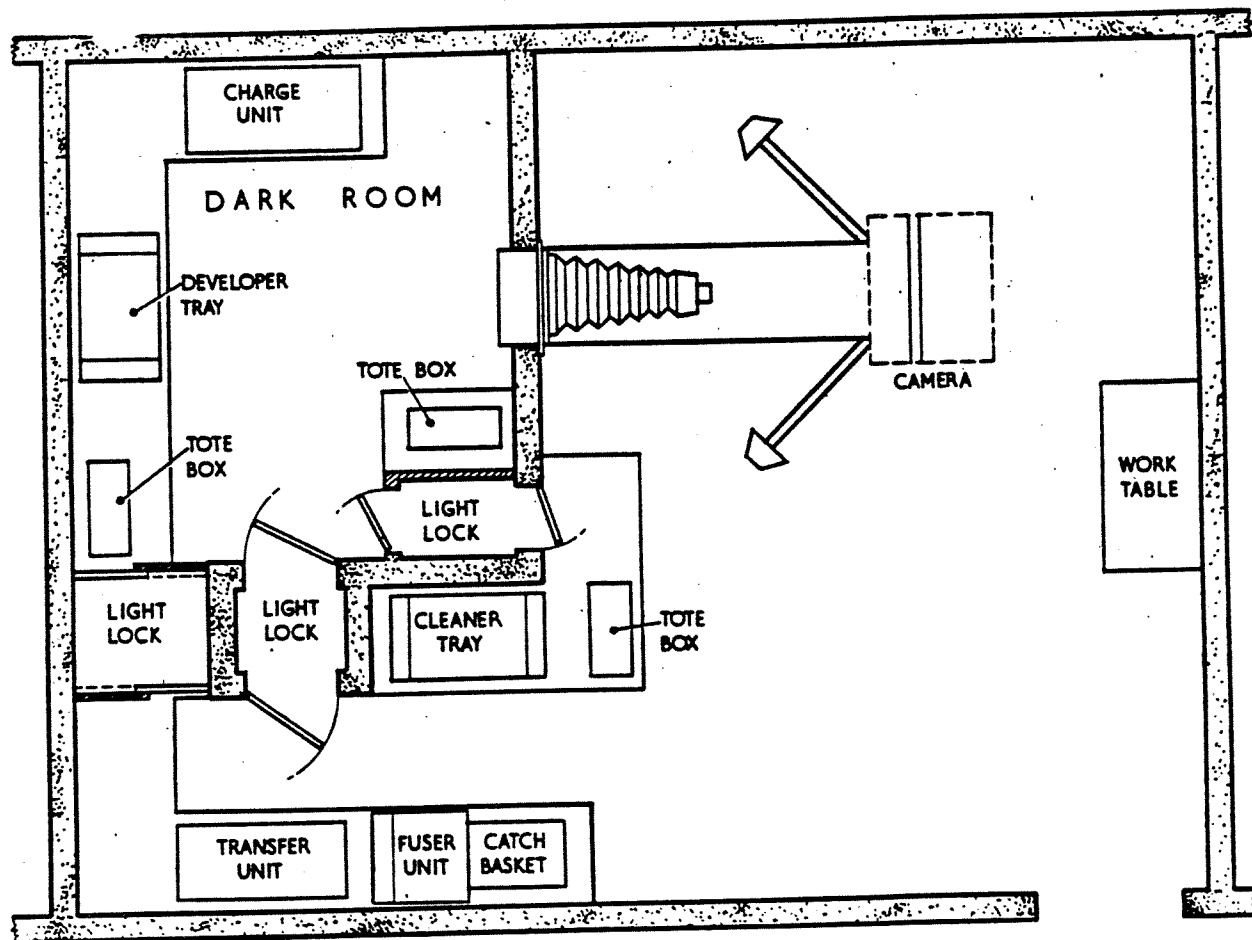 CHARGE
UNIT
DARK ROOM
DEVELOPER
TRAY
TOTE BOX
CAMERA
TOTE
BOX
WORK
TABLE
LIGHT
LOCK
LIGHT
LOCK
LIGHT
LOCK
CLEANER
TRAY
TOTE
BOX
TRANSFER
UNIT
FUSER
UNIT
CATCH
BASKET